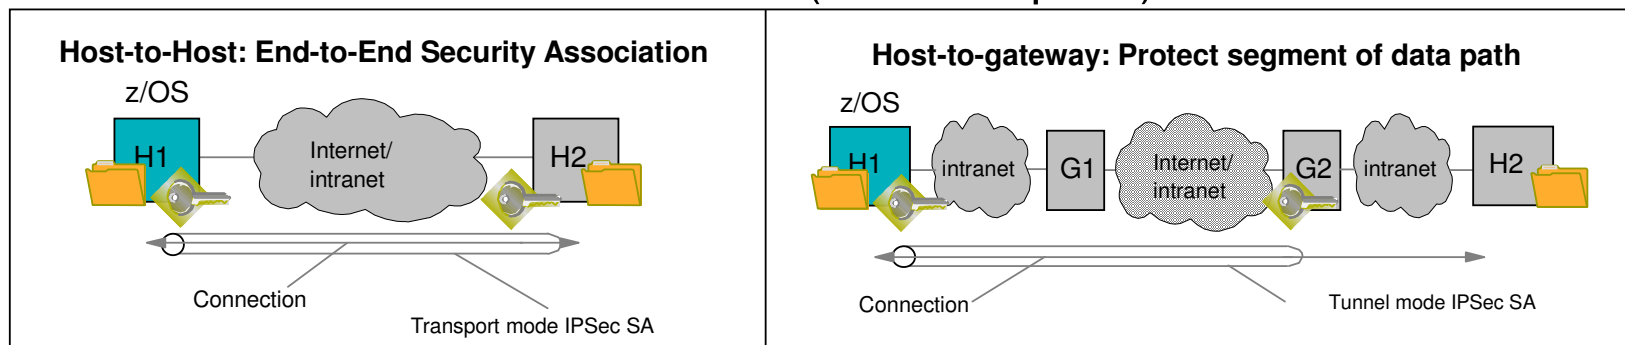 Host-to-Host: End-to-End Security Association
z/OS
H1
Internet/
intranet
H2
Connection
Transport mode IPSec SA
Host-to-gateway: Protect segment of data path
z/OS
H1
intranet
G1
Internet/
intranet
G2
intranet
H2
Connection
Tunnel mode IPSec SA